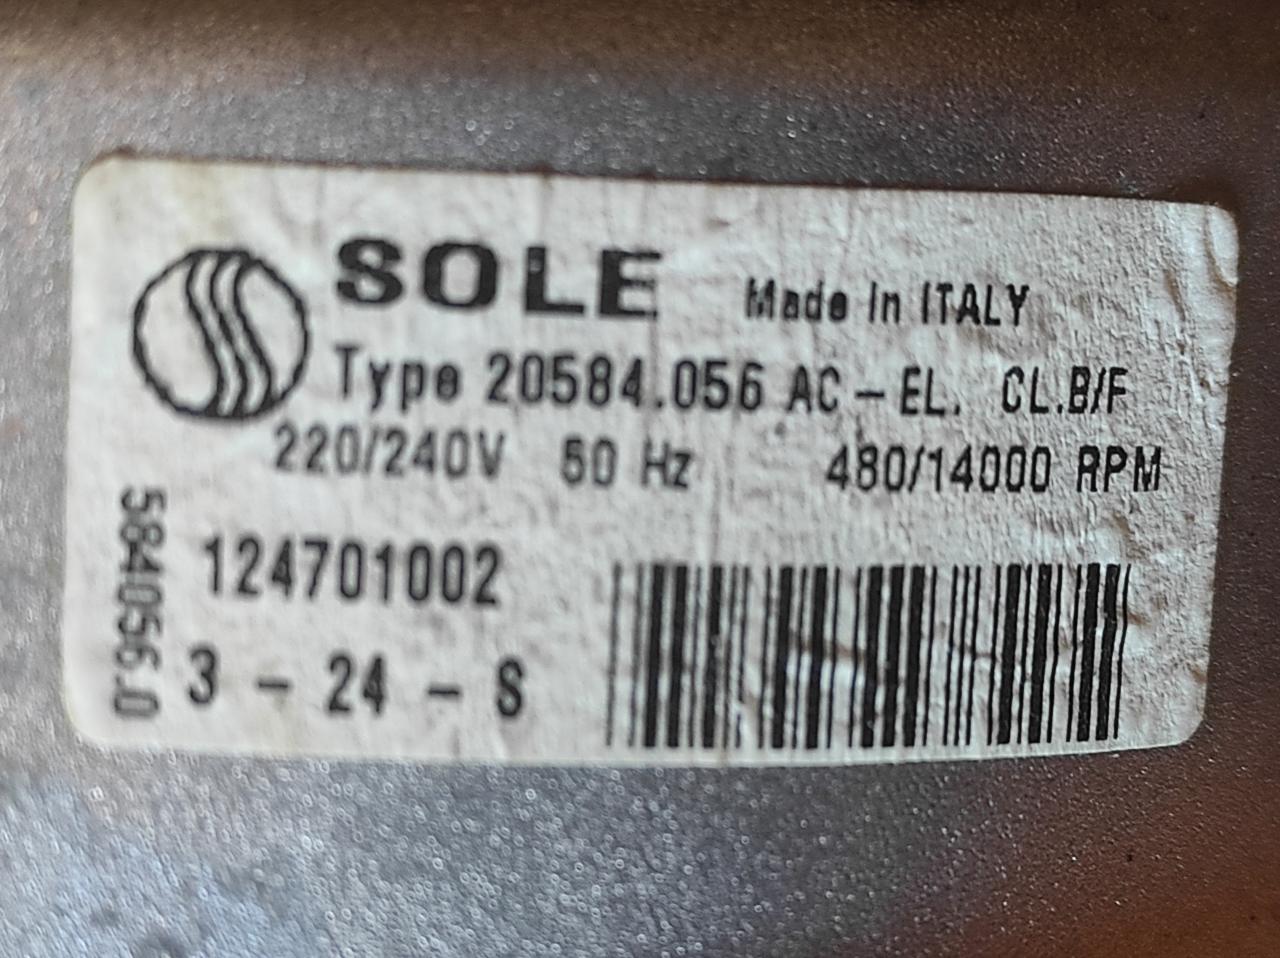 SOLE Made in ITALY
Type 20584.056 AC-EL. CL.B/F
220/240V 50 Hz 480/14000 RPM
584056.0
124701002
3 - 24 - S